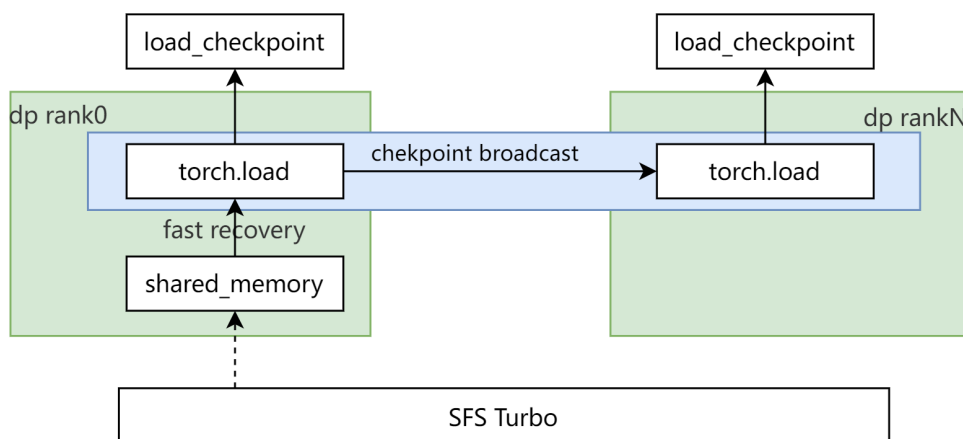 load_checkpoint
load_checkpoint
dp rank0
dp rankN
chekpoint broadcast
torch.load
torch.load
fast recovery
shared_memory
SFS Turbo